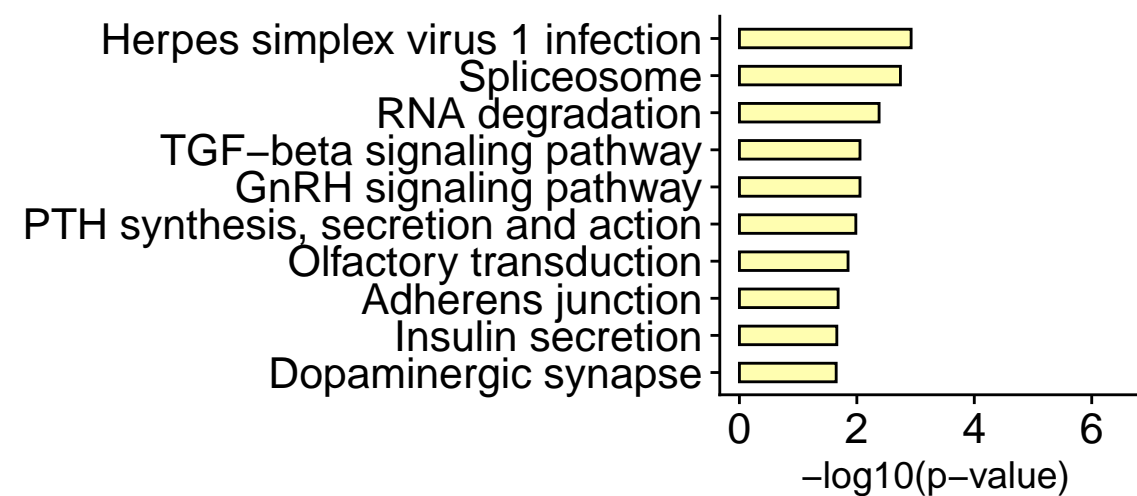 Herpes simplex virus 1 infection
Spliceosome
RNA degradation
TGF−beta signaling pathway
GnRH signaling pathway
PTH synthesis, secretion and action
Olfactory transduction
Adherens junction
Insulin secretion
Dopaminergic synapse
0 2 4 6
−log10(p−value)